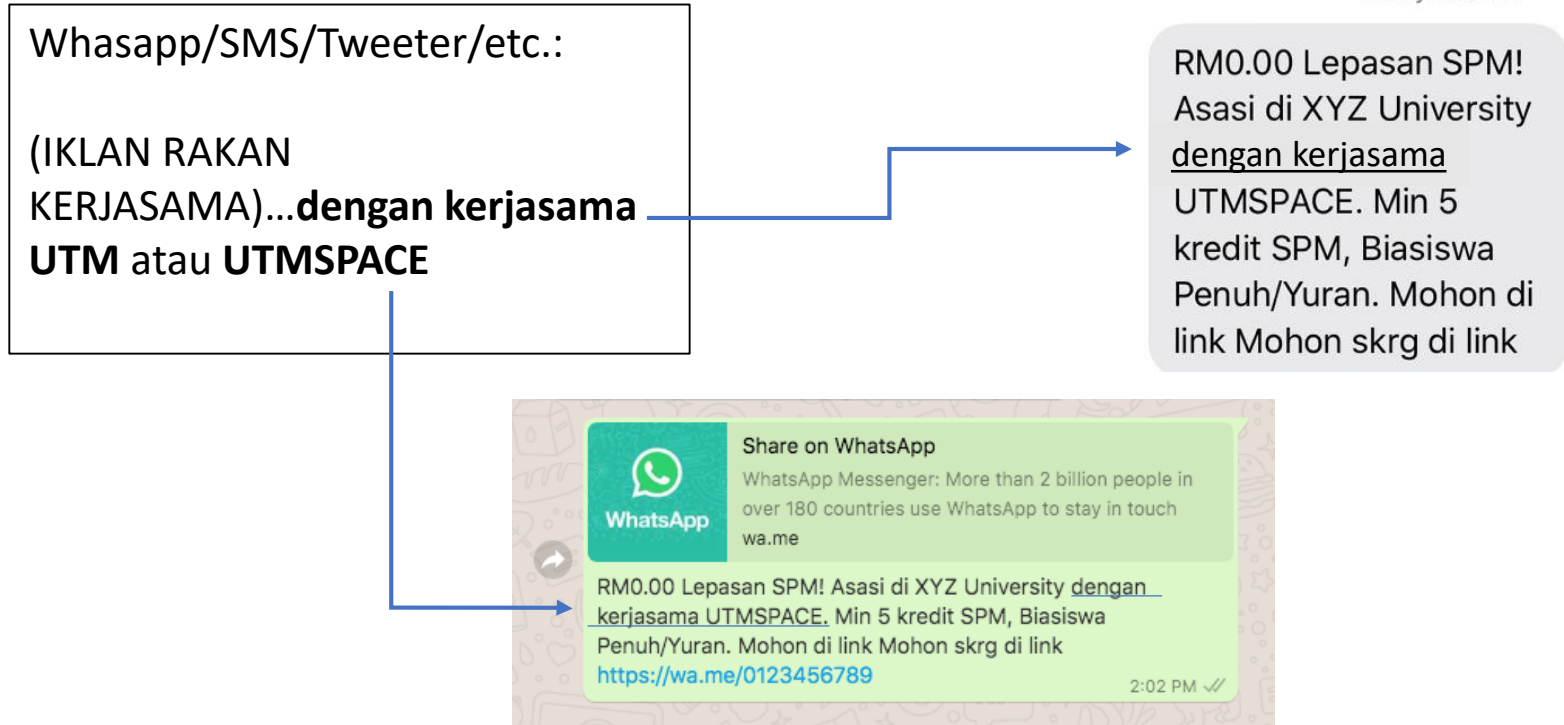 Whasapp/SMS/Tweeter/etc.:
(IKLAN RAKAN
KERJASAMA)...dengan kerjasama
UTM atau UTMSPACE
RM0.00 Lepasan SPM!
Asasi di XYZ University
dengan kerjasama
UTMSPACE. Min 5
kredit SPM, Biasiswa
Penuh/Yuran. Mohon di
link Mohon skrg di link
WhatsApp
Share on WhatsApp
WhatsApp Messenger: More than 2 billion people in
over 180 countries use WhatsApp to stay in touch
wa.me
RM0.00 Lepasan SPM! Asasi di XYZ University dengan
kerjasama UTMSPACE. Min 5 kredit SPM, Biasiswa
Penuh/Yuran. Mohon di link Mohon skrg di link
https://wa.me/0123456789
2:02 PM